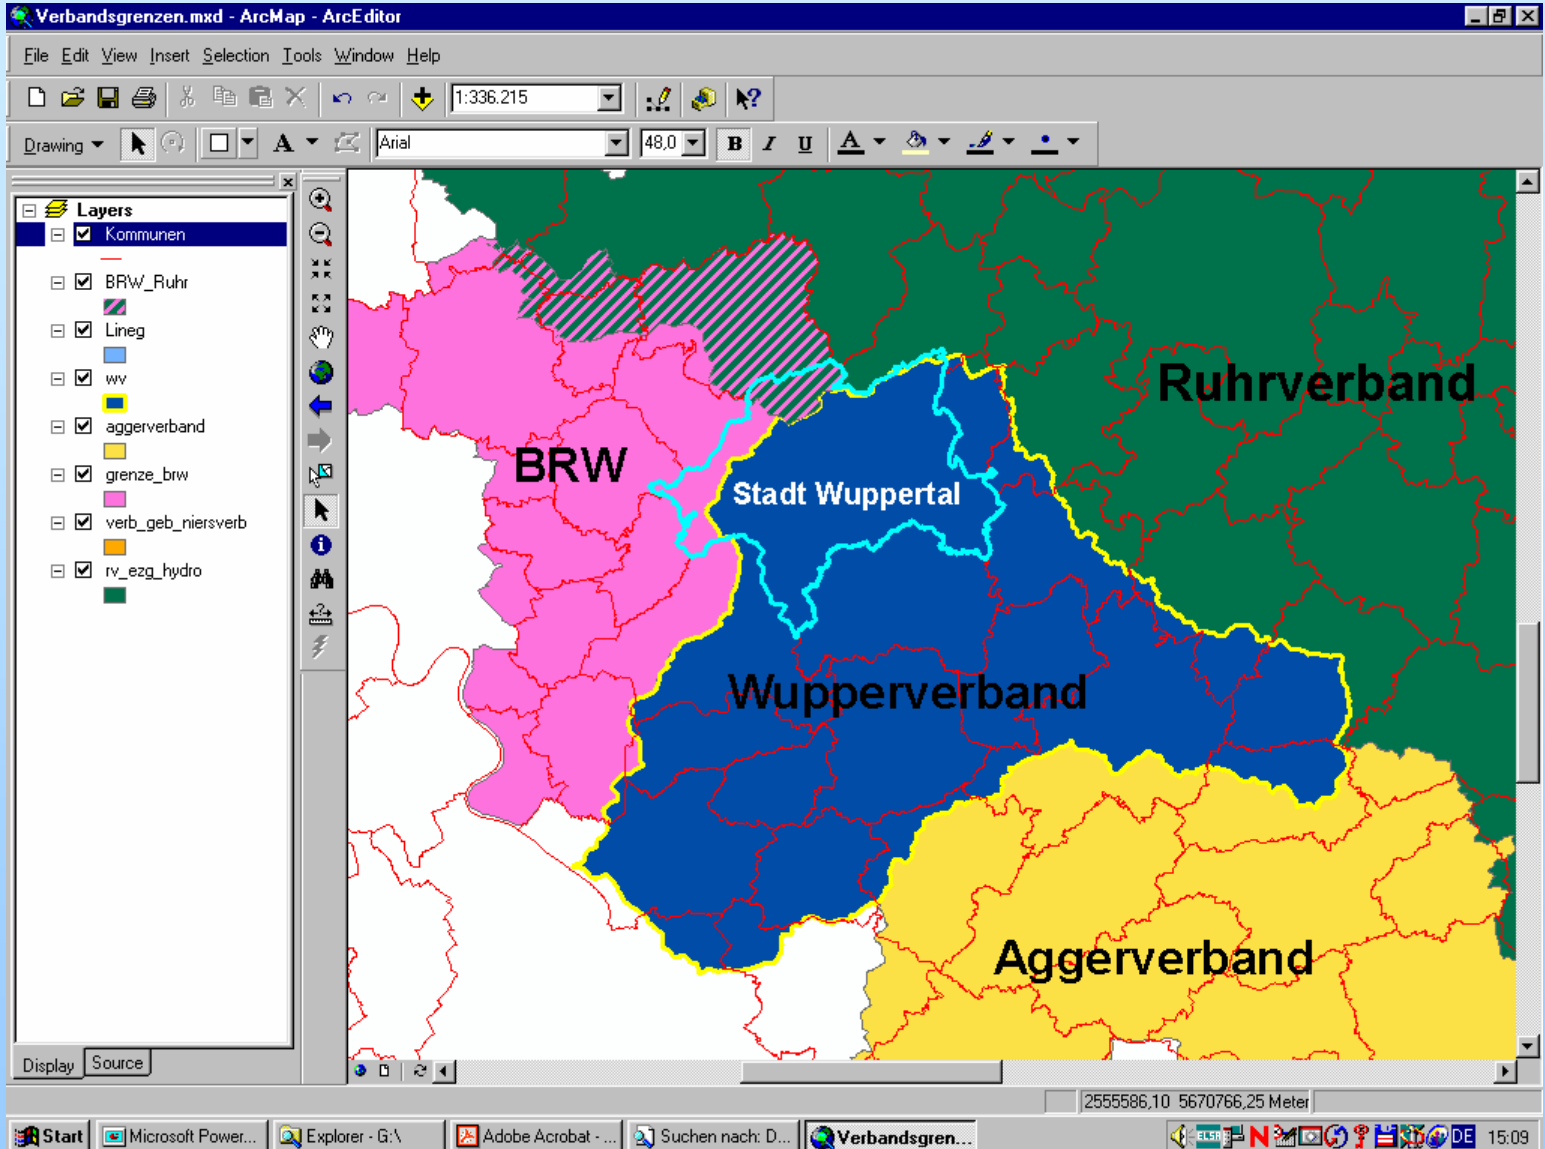 Verbandsgrenzen.mxd - ArcMap - ArcEditor
File Edit View Insert Selection Tools Window Help
1:336.215
Drawing A Arial 48,0 B I U A
Layers
Kommunen
BRW_Ruhr
Lineg
wv
aggerverband
grenze_brw
verb_geb_niersverb
rv_ezg_hydro
Ruhrverband
BRW
Stadt Wuppertal
Wupperverband
Aggerverband
Display Source
2555586,10 5670766,25 Meter
Start Microsoft Power... Explorer - G:\ Adobe Acrobat - ... Suchen nach: D... Verbandsgren... ELSA N DE 15:09